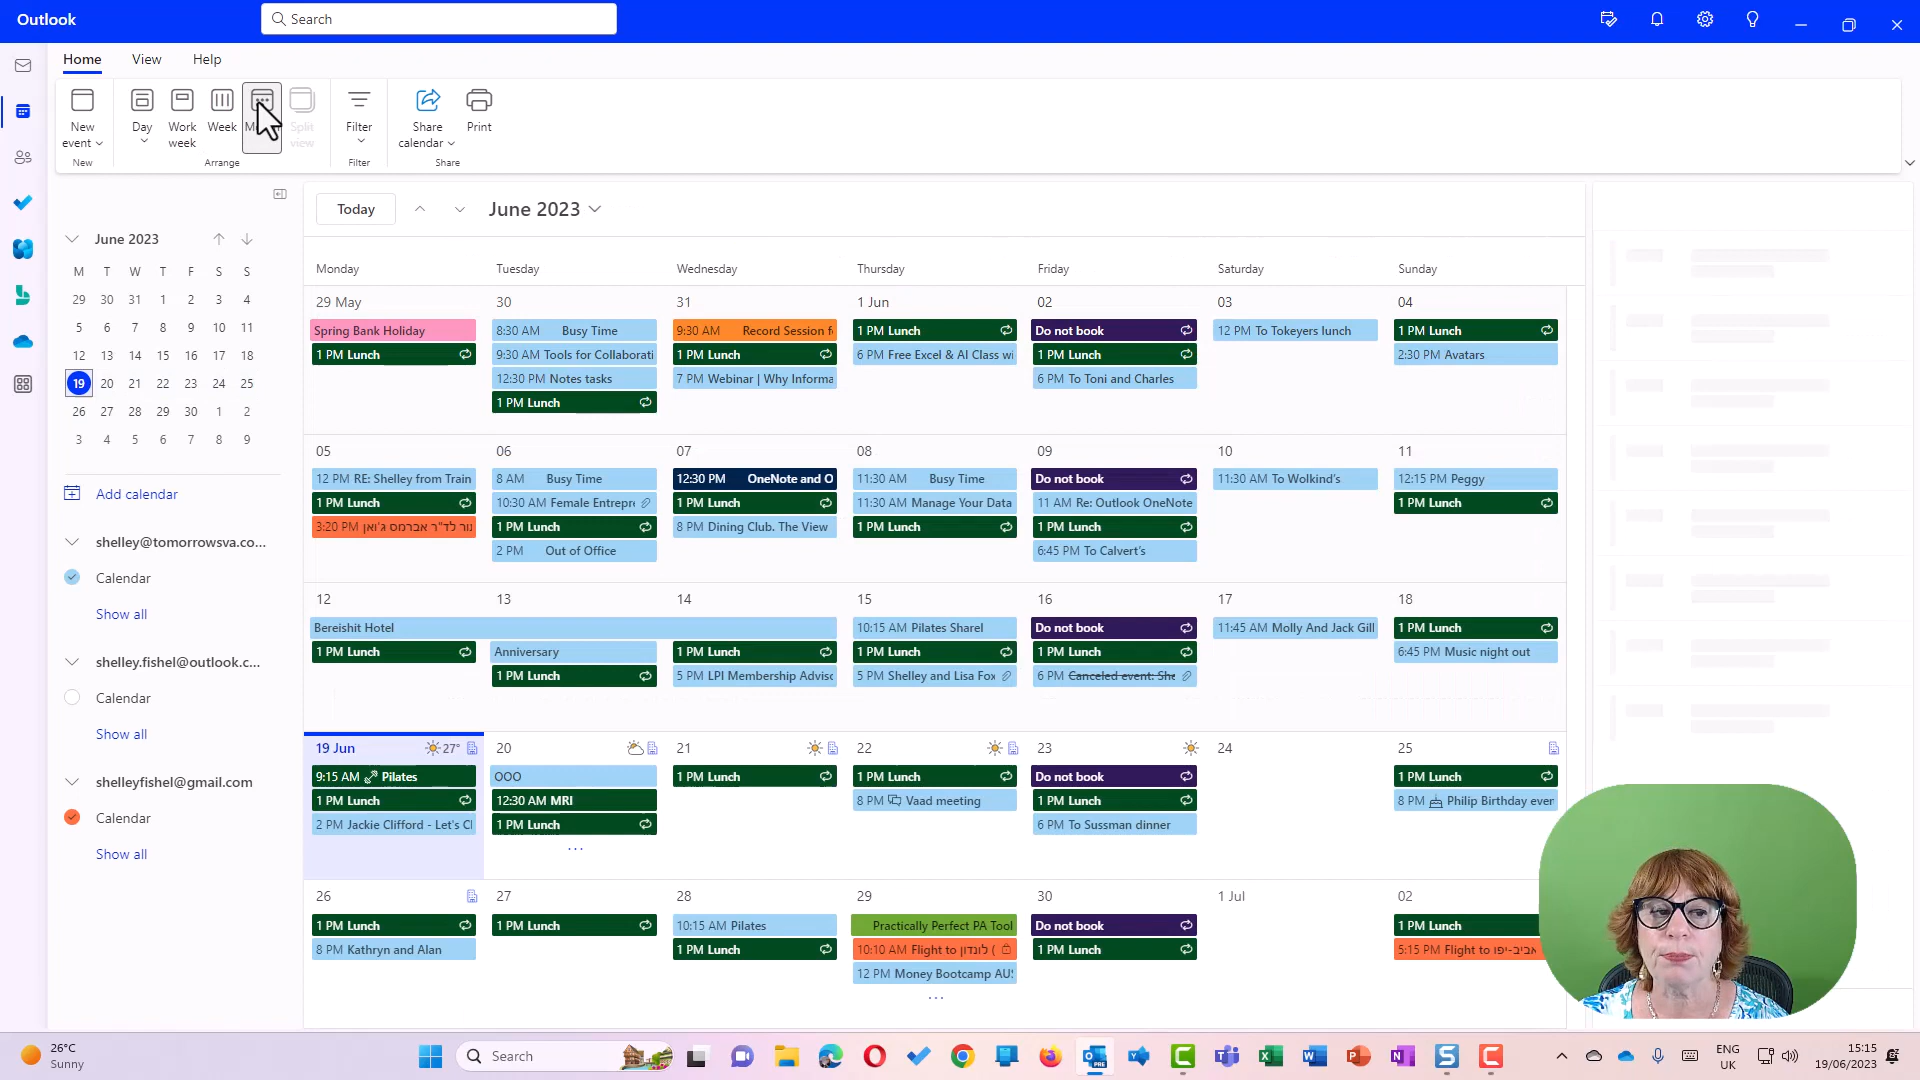 Outlook
Search
Home View Help
New event
Day
Work week
Week
Split view
Filter
Share calendar
Print
New
Arrange
Filter
Share
June 2023
M T W T F S S
29 30 31 1 2 3 4
5 6 7 8 9 10 11
12 13 14 15 16 17 18
19 20 21 22 23 24 25
26 27 28 29 30 1 2
3 4 5 6 7 8 9
Add calendar
shelley@tomorrowsva.co...
Calendar
Show all
shelley.fishel@outlook.c...
Calendar
Show all
shelleyfishel@gmail.com
Calendar
Show all
Today June 2023
Monday Tuesday Wednesday Thursday Friday Saturday Sunday
29 May
Spring Bank Holiday
1 PM Lunch
30
8:30 AM Busy Time
9:30 AM Tools for Collaborati
12:30 PM Notes tasks
1 PM Lunch
31
9:30 AM Record Session f
1 PM Lunch
7 PM Webinar | Why Informa
1 Jun
1 PM Lunch
6 PM Free Excel & AI Class wi
02
Do not book
1 PM Lunch
6 PM To Toni and Charles
03
12 PM To Tokeyers lunch
04
1 PM Lunch
2:30 PM Avatars
05
12 PM RE: Shelley from Train
1 PM Lunch
3:20 PM תור לד"ר אברמס ג'ואן
06
8 AM Busy Time
10:30 AM Female Entrepr
1 PM Lunch
2 PM Out of Office
07
12:30 PM OneNote and O
1 PM Lunch
8 PM Dining Club. The View
08
11:30 AM Busy Time
11:30 AM Manage Your Data
1 PM Lunch
09
Do not book
11 AM Re: Outlook OneNote
1 PM Lunch
6:45 PM To Calvert's
10
11:30 AM To Wolkind's
11
12:15 PM Peggy
1 PM Lunch
12
Bereishit Hotel
1 PM Lunch
13
Anniversary
1 PM Lunch
14
1 PM Lunch
5 PM LPI Membership Advisc
15
10:15 AM Pilates Sharel
1 PM Lunch
5 PM Shelley and Lisa Fox
16
Do not book
1 PM Lunch
6 PM Canceled event: She
17
11:45 AM Molly And Jack Gill
18
1 PM Lunch
6:45 PM Music night out
19 Jun 27°
9:15 AM Pilates
1 PM Lunch
2 PM Jackie Clifford - Let's Cl
20
OOO
12:30 AM MRI
1 PM Lunch
...
21
1 PM Lunch
22
1 PM Lunch
8 PM Vaad meeting
23
Do not book
1 PM Lunch
6 PM To Sussman dinner
24
25
1 PM Lunch
8 PM Philip Birthday ever
26
1 PM Lunch
8 PM Kathryn and Alan
27
1 PM Lunch
28
10:15 AM Pilates
1 PM Lunch
29
Practically Perfect PA Tool
10:10 AM Flight to לונדון (
12 PM Money Bootcamp AU
...
30
Do not book
1 PM Lunch
1 Jul
02
1 PM Lunch
5:15 PM Flight to אביב-יפו
26°C
Sunny
Search
ENG
UK
15:15
19/06/2023